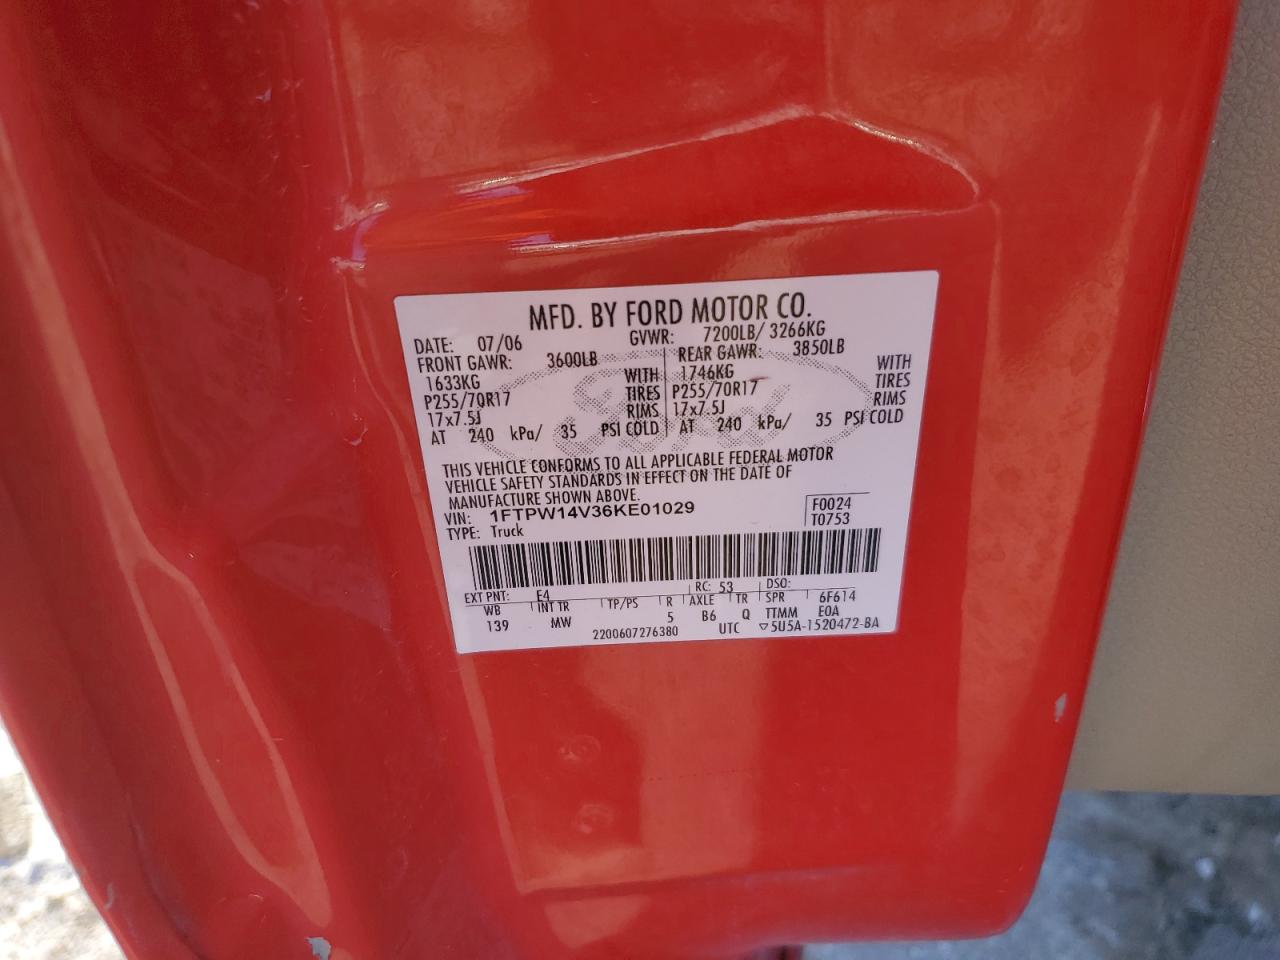 MFD. BY FORD MOTOR CO.
DATE: 07/06 GVWR: 7200LB/ 3266KG
FRONT GAWR: 3600LB REAR GAWR: 3850LB
1633KG WITH 1746KG WITH
P255/70R17 TIRES P255/70R17 TIRES
17x7.5J RIMS 17x7.5J RIMS
AT 240 kPa/ 35 PSI COLD AT 240 kPa/ 35 PSI COLD
Ford
THIS VEHICLE CONFORMS TO ALL APPLICABLE FEDERAL MOTOR
VEHICLE SAFETY STANDARDS IN EFFECT ON THE DATE OF
MANUFACTURE SHOWN ABOVE.
VIN: 1FTPW14V36KE01029 F0024
TYPE: Truck T0753
EXT PNT: E4 RC: 53 DSO:
WB INT TR TP/PS R AXLE TR SPR 6F614
139 MW 5 B6 Q TTMM E0A
2200607276380 UTC ▽5U5A-1520472-BA